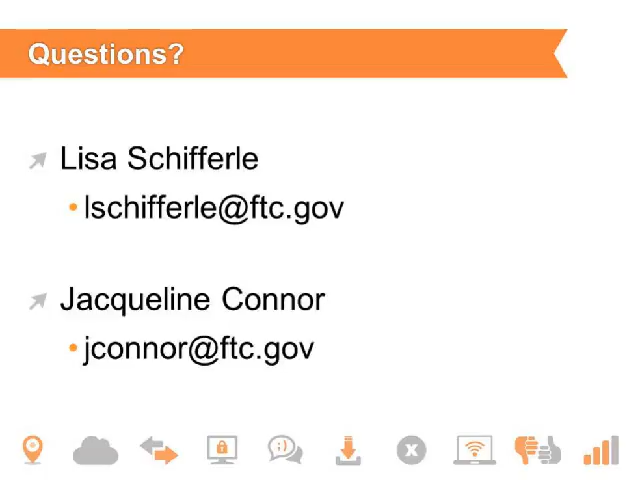 Questions?
Lisa Schifferle
• lschifferle@ftc.gov
Jacqueline Connor
• jconnor@ftc.gov
:)
x